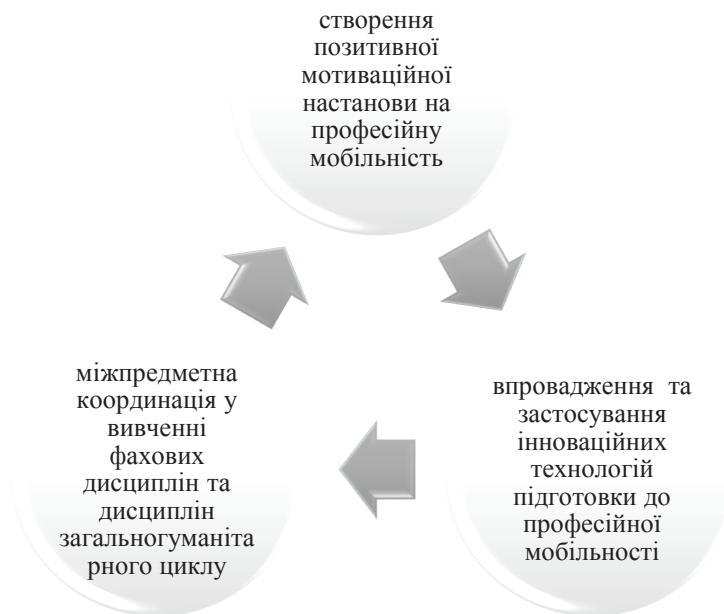 створення
позитивної
мотиваційної
настанови на
професійну
мобільність
міжпредметна
координація у
вивченні
фахових
дисциплін та
дисциплін
загальногуманіта
рного циклу
впровадження та
застосування
інноваційних
технологій
підготовки до
професійної
мобільності